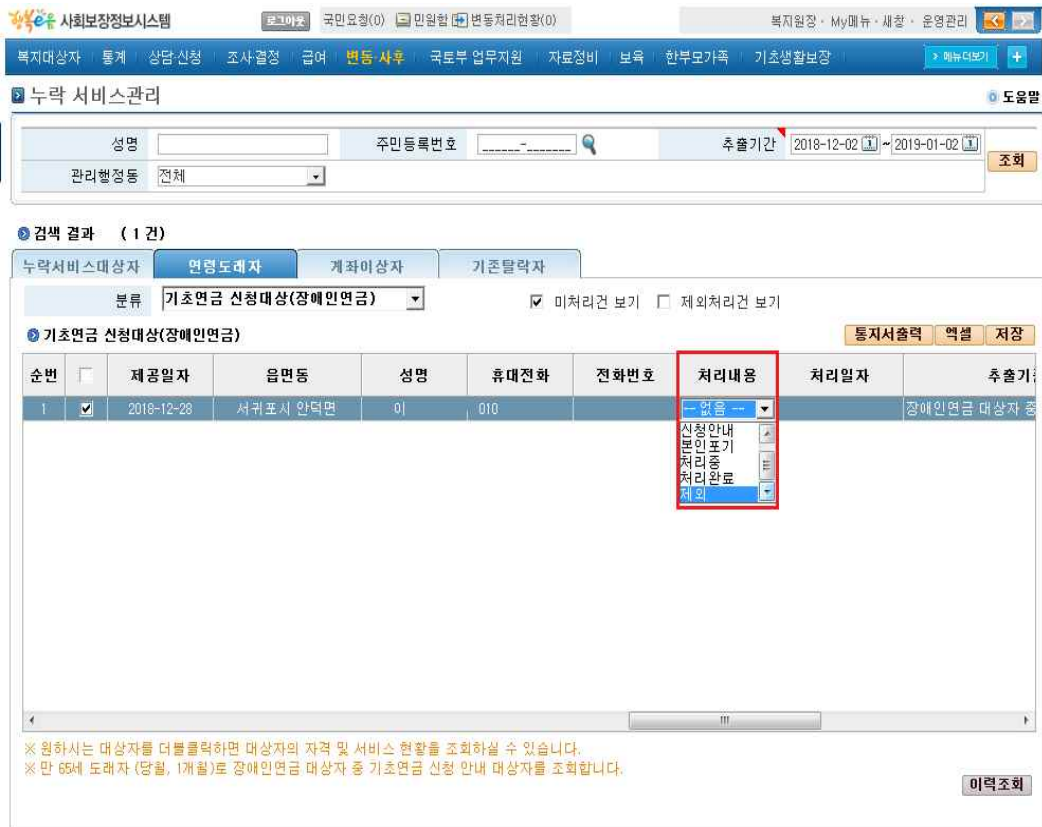 행복e음 사회보장정보시스템 로그아웃 국민요청(0) 민원함 변동처리현황(0) 복지원장 · My메뉴 · 새창 · 운영관리
복지대상자 통계 상담·신청 조사·결정 급여 변동·사후 국토부 업무지원 자료정비 보육 한부모가족 기초생활보장 > 메뉴더보기 +
누락 서비스관리 도움말
성명 주민등록번호 ______-_______ 추출기간 2018-12-02 ~ 2019-01-02
조회
관리행정동 전체
검색 결과 ( 1 건)
누락서비스대상자 연령도래자 계좌이상자 기존탈락자
분류 기초연금 신청대상(장애인연금) 미처리건 보기 제외처리건 보기
기초연금 신청대상(장애인연금) 통지서출력 엑셀 저장
순번 제공일자 읍면동 성명 휴대전화 전화번호 처리내용 처리일자 추출기
1 2018-12-28 서귀포시 안덕면 이 010 -- 없음 -- 장애인연금 대상자 중
신청안내
본인포기
처리중
처리완료
제외
※ 원하시는 대상자를 더블클릭하면 대상자의 자격 및 서비스 현황을 조회하실 수 있습니다.
※ 만 65세 도래자 (당월, 1개월)로 장애인연금 대상자 중 기초연금 신청 안내 대상자를 조회합니다.
이력조회